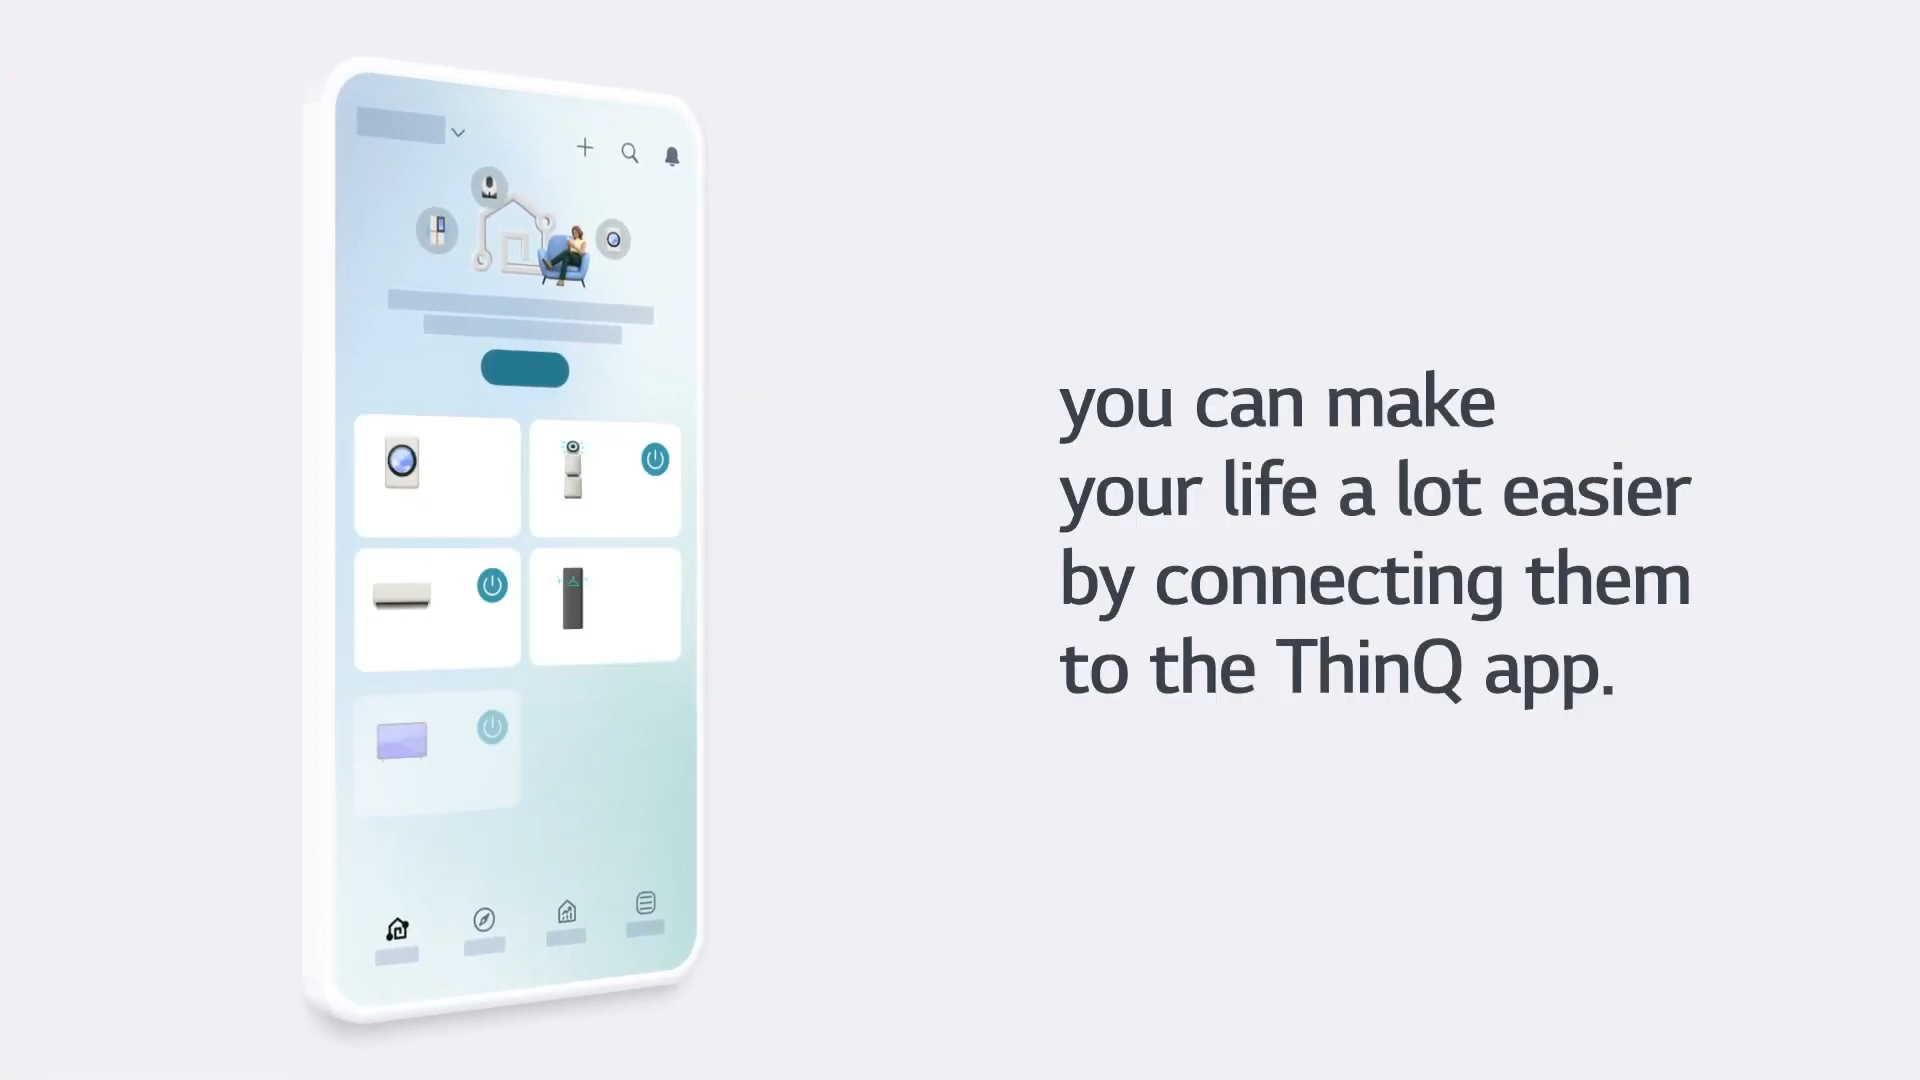 you can make
your life a lot easier
by connecting them
to the ThinQ app.